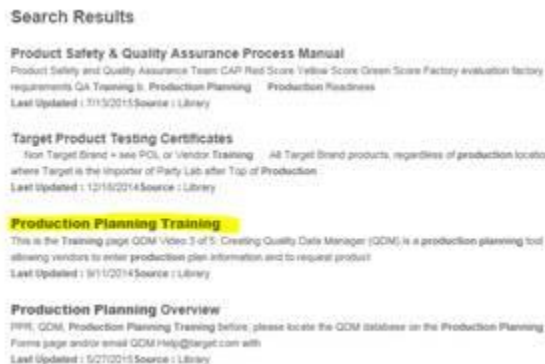 Search Results
Product Safety & Quality Assurance Process Manual
Product Safety and Quality Assurance Team CAP Red Score Yellow Score Green Score Factory evaluation factory
requirements QA Training b. Production Planning Production Readiness
Last Updated : 7/13/2015 Source : Library
Target Product Testing Certificates
Non Target Brand + see POL or Vendor Training All Target Brand products, regardless of production locatio
where Target is the Importer of Party Lab after Top of Production
Last Updated : 12/16/2014 Source : Library
Production Planning Training
This is the Training page QDM Video 3 of 5: Creating Quality Data Manager (QDM) is a production planning tool
allowing vendors to enter production plan information and to request product
Last Updated : 9/11/2014 Source : Library
Production Planning Overview
PPR, QDM, Production Planning Training before, please locate the QDM database on the Production Planning
Forms page and/or email QDM.Help@target.com with
Last Updated : 5/27/2015 Source : Library